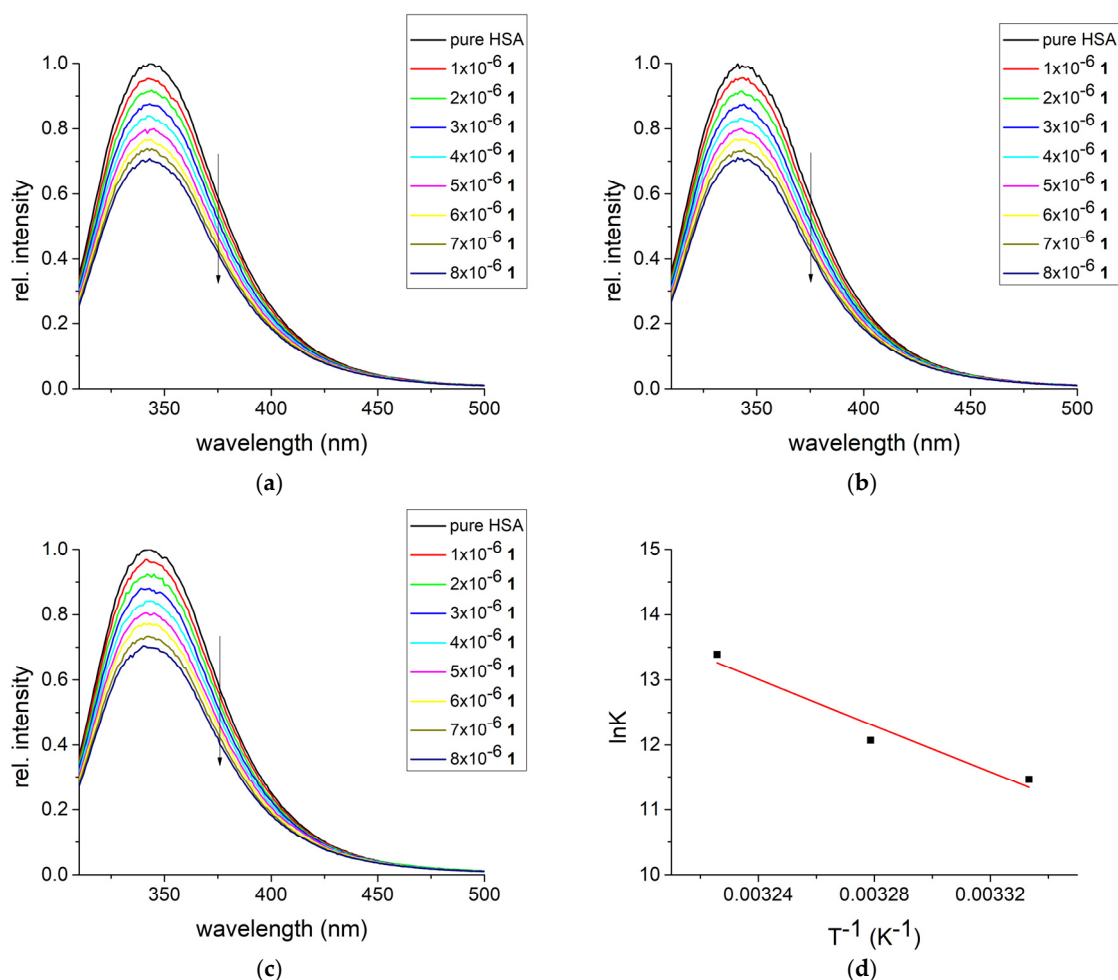 pure HSA
1x10-6 1
2x10-6 1
3x10-6 1
4x10-6 1
5x10-6 1
6x10-6 1
7x10-6 1
8x10-6 1
1.0
0.8
0.6
0.4
0.2
0.0
rel. intensity
350
400
450
500
wavelength (nm)
(a)
pure HSA
1x10-6 1
2x10-6 1
3x10-6 1
4x10-6 1
5x10-6 1
6x10-6 1
7x10-6 1
8x10-6 1
1.0
0.8
0.6
0.4
0.2
0.0
rel. intensity
350
400
450
500
wavelength (nm)
(b)
pure HSA
1x10-6 1
2x10-6 1
3x10-6 1
4x10-6 1
5x10-6 1
6x10-6 1
7x10-6 1
8x10-6 1
1.0
0.8
0.6
0.4
0.2
0.0
rel. intensity
350
400
450
500
wavelength (nm)
(c)
15
14
13
12
11
10
lnK
0.00324
0.00328
0.00332
T-1 (K-1)
(d)